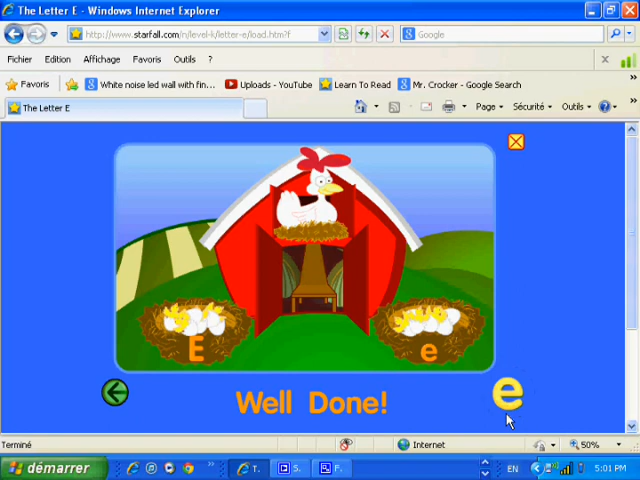 The Letter E - Windows Internet Explorer
http://www.starfall.com/n/level-k/letter-e/load.htm?f
Google
Fichier Edition Affichage Favoris Outils ?
Favoris White noise led wall with fin... Uploads - YouTube Learn To Read Mr. Crocker - Google Search
The Letter E
Page Sécurité Outils
E e
Well Done!
e
Terminé Internet 50%
démarrer T. S. F. EN 5:01 PM